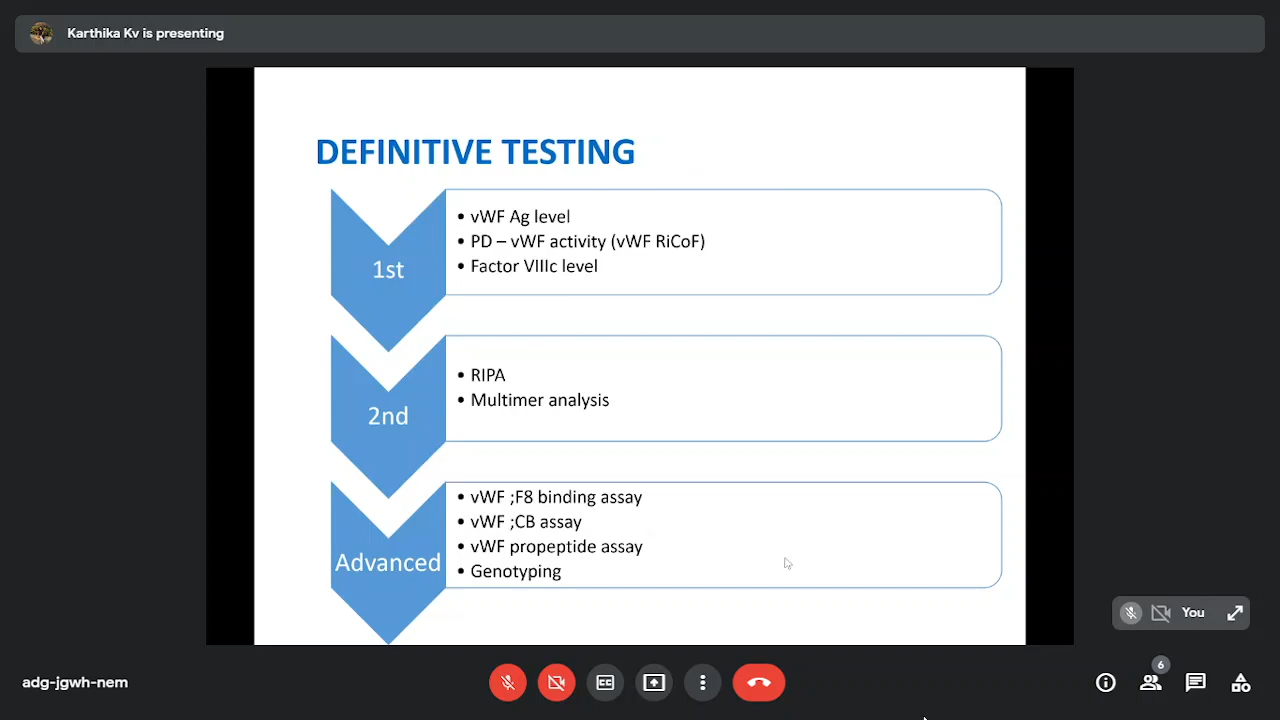 Karthika Kv is presenting
DEFINITIVE TESTING
1st
• vWF Ag level
• PD – vWF activity (vWF RiCoF)
• Factor VIIIc level
2nd
• RIPA
• Multimer analysis
Advanced
• vWF ;F8 binding assay
• vWF ;CB assay
• vWF propeptide assay
• Genotyping
You
6
adg-jgwh-nem
CC